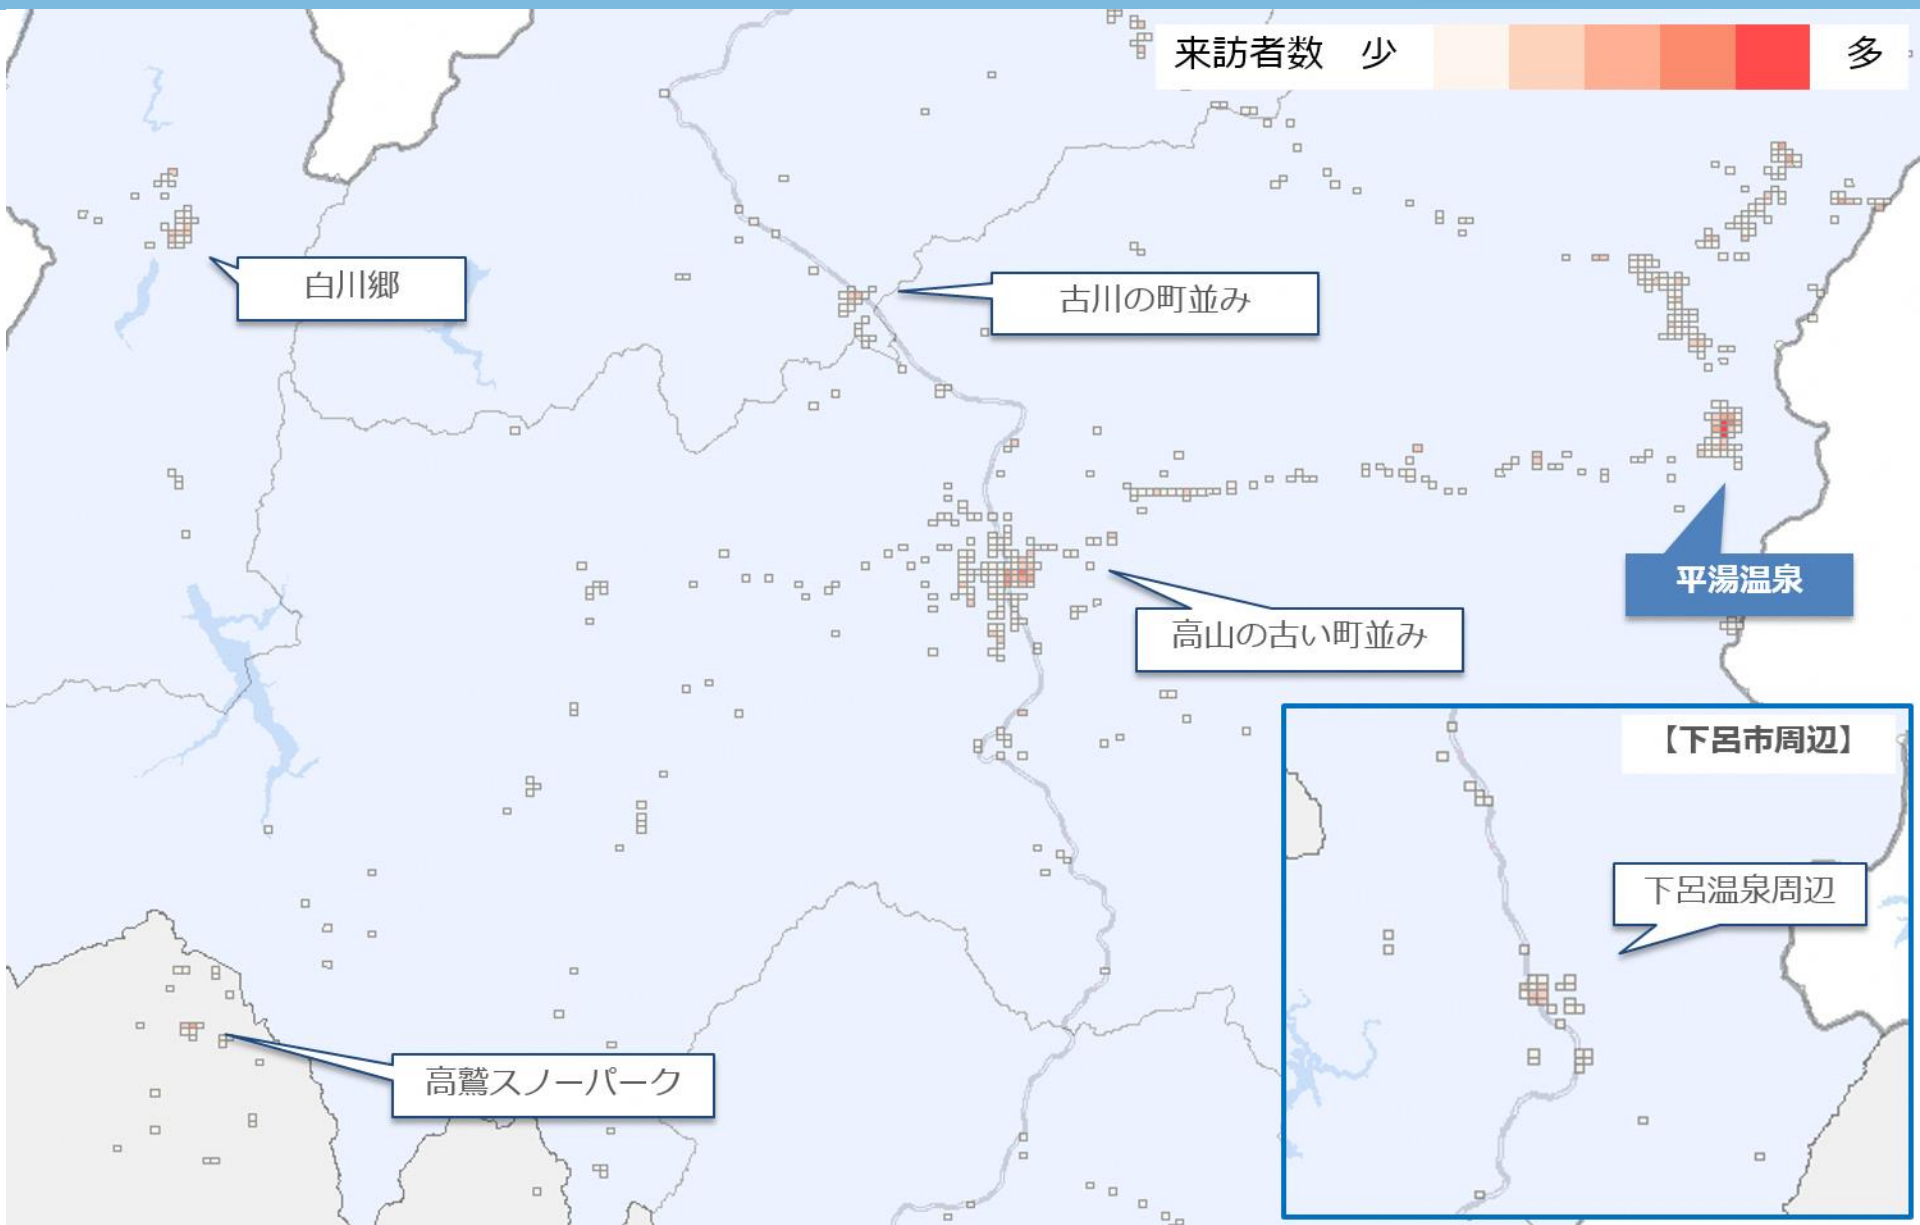 来訪者数 少 多
白川郷
古川の町並み
平湯温泉
高山の古い町並み
【下呂市周辺】
下呂温泉周辺
高鷲スノーパーク